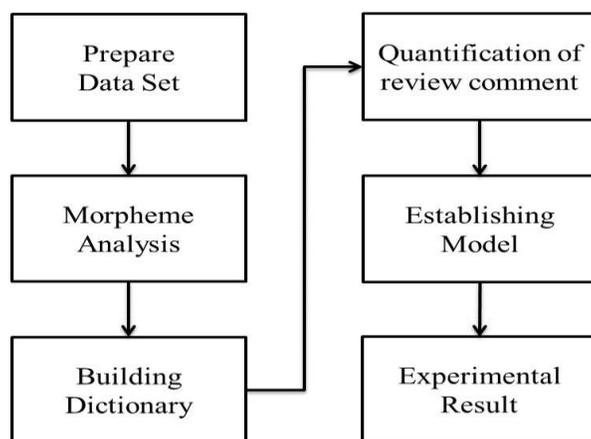 Prepare
Data Set
Morpheme
Analysis
Building
Dictionary
Quantification of
review comment
Establishing
Model
Experimental
Result